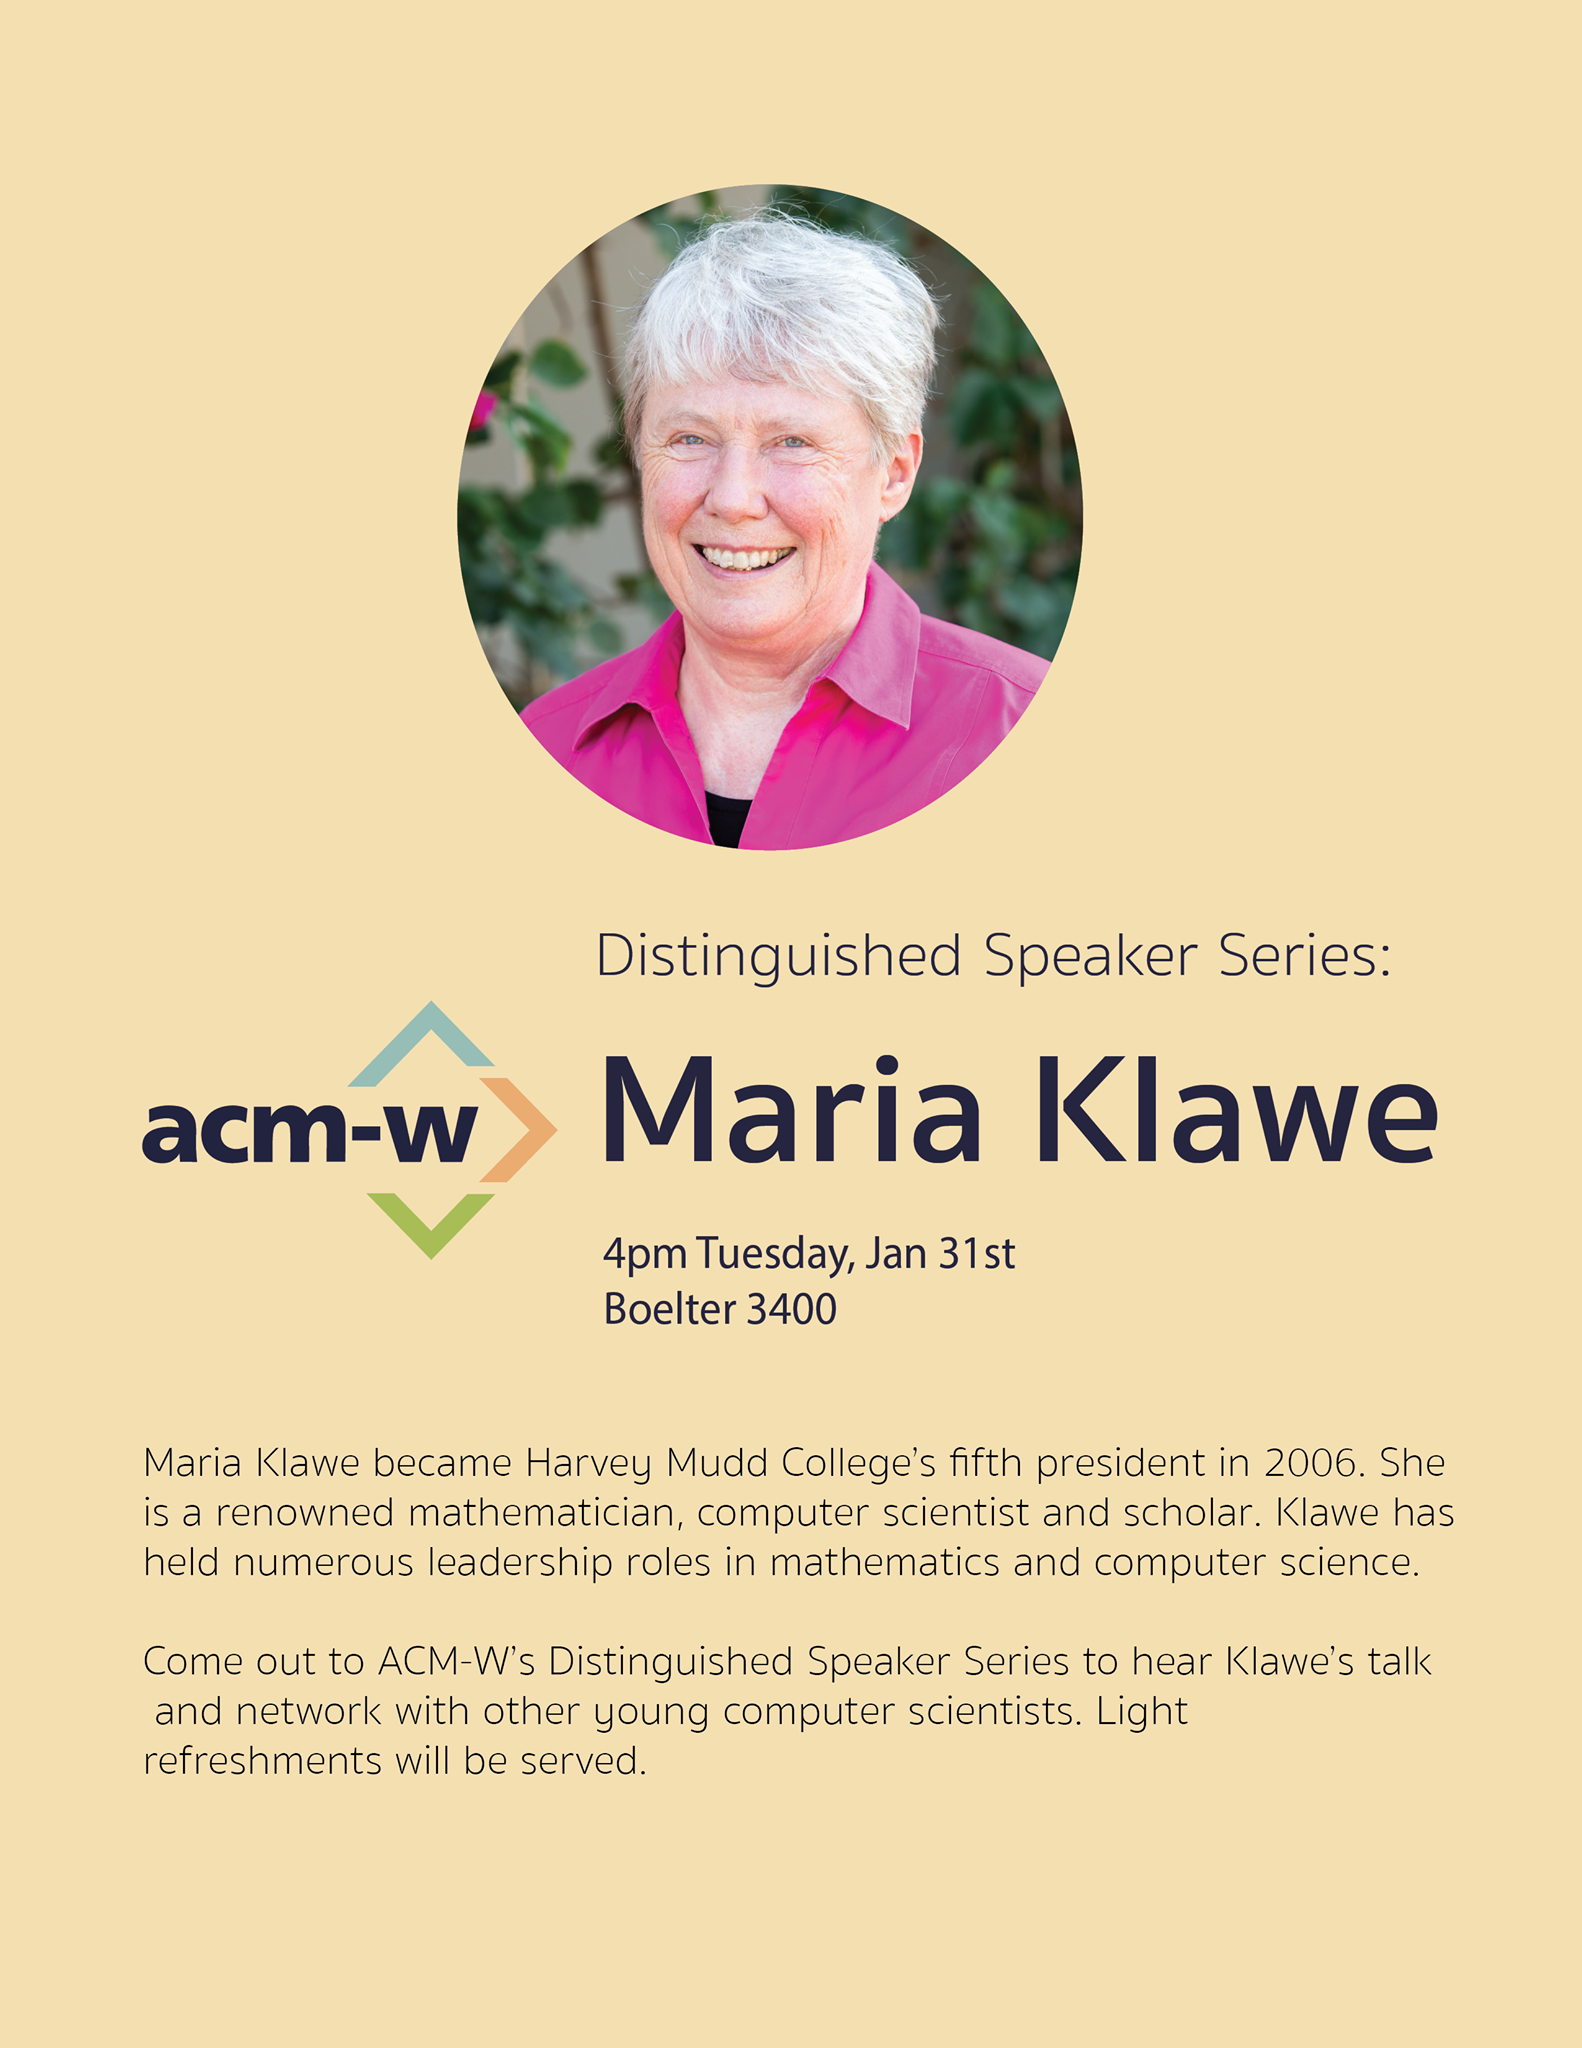 Distinguished Speaker Series:
acm-w
Maria Klawe
4pm Tuesday, Jan 31st
Boelter 3400
Maria Klawe became Harvey Mudd College’s fifth president in 2006. She
is a renowned mathematician, computer scientist and scholar. Klawe has
held numerous leadership roles in mathematics and computer science.
Come out to ACM-W’s Distinguished Speaker Series to hear Klawe’s talk
and network with other young computer scientists. Light
refreshments will be served.